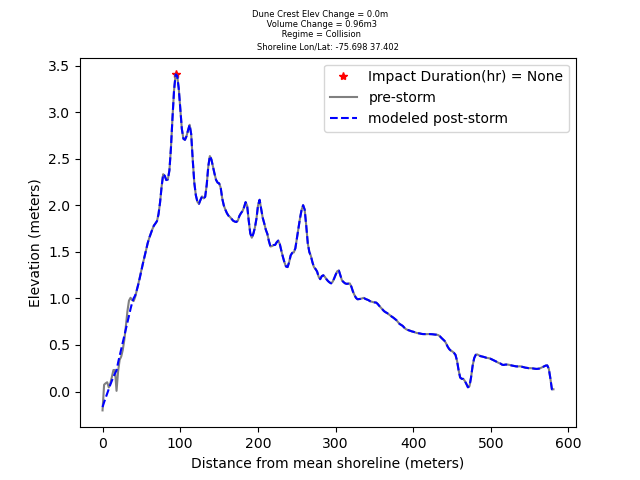 Dune Crest Elev Change = 0.0m
Volume Change = 0.96m3
Regime = Collision
Shoreline Lon/Lat: -75.698 37.402
Impact Duration(hr) = None
pre-storm
modeled post-storm
Elevation (meters)
3.5
3.0
2.5
2.0
1.5
1.0
0.5
0.0
0 100 200 300 400 500 600
Distance from mean shoreline (meters)